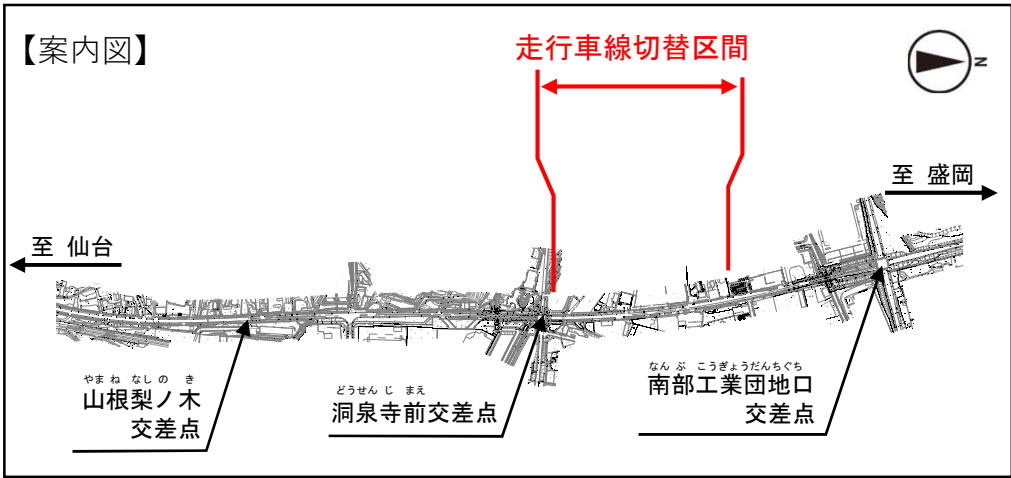 【案内図】
走行車線切替区間
N
至 盛岡
至 仙台
やま ね なし の き
山根梨ノ木
交差点
どうせん じ まえ
洞泉寺前交差点
なん ぶ こうぎょうだんちぐち
南部工業団地口
交差点